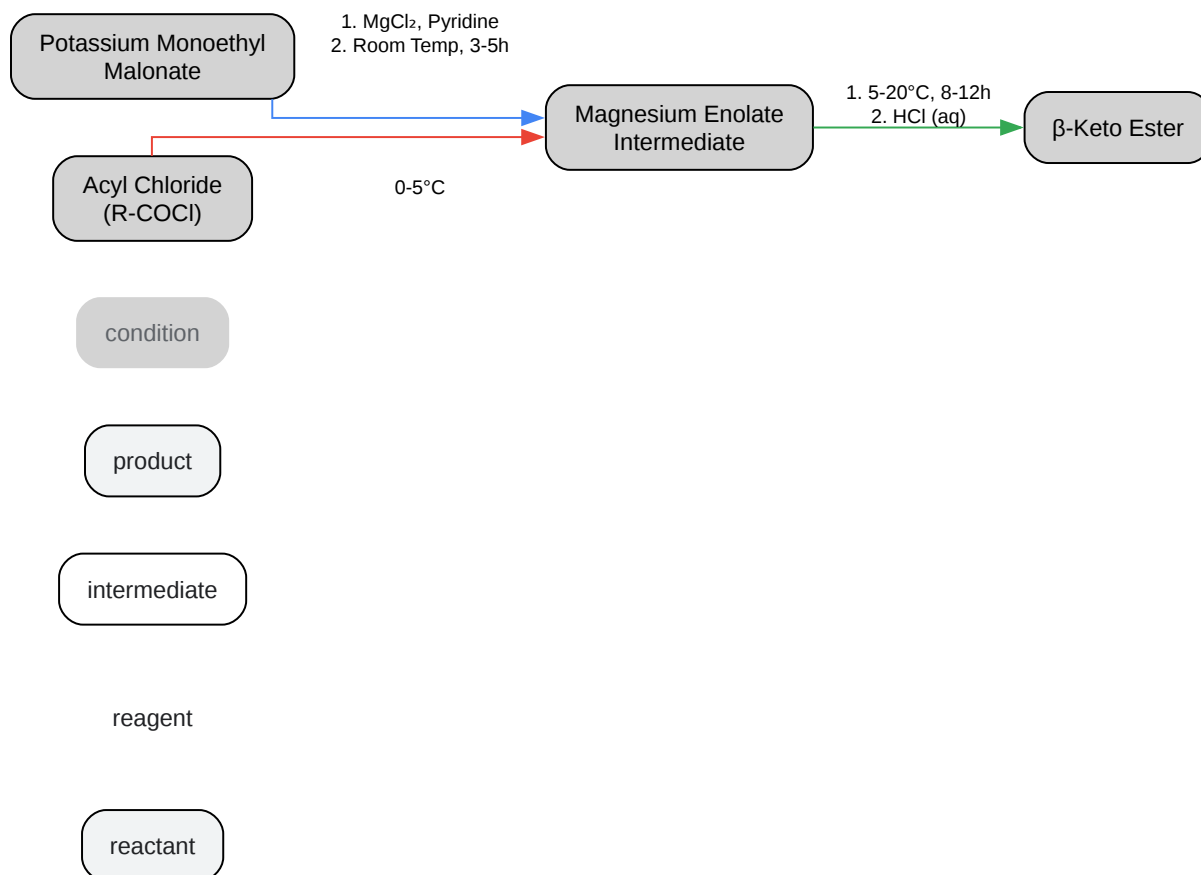 Potassium Monoethyl
Malonate
1. MgCl₂, Pyridine
2. Room Temp, 3-5h
Magnesium Enolate
Intermediate
1. 5-20°C, 8-12h
2. HCl (aq)
β-Keto Ester
Acyl Chloride
(R-COCl)
0-5°C
condition
product
intermediate
reagent
reactant